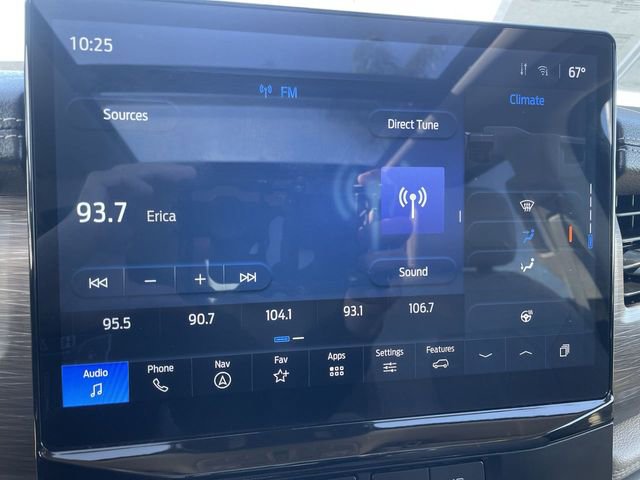 10:25
67°
FM
Climate
Sources
Direct Tune
93.7 Erica
Sound
95.5 90.7 104.1 93.1 106.7
Audio Phone Nav Fav Apps Settings Features